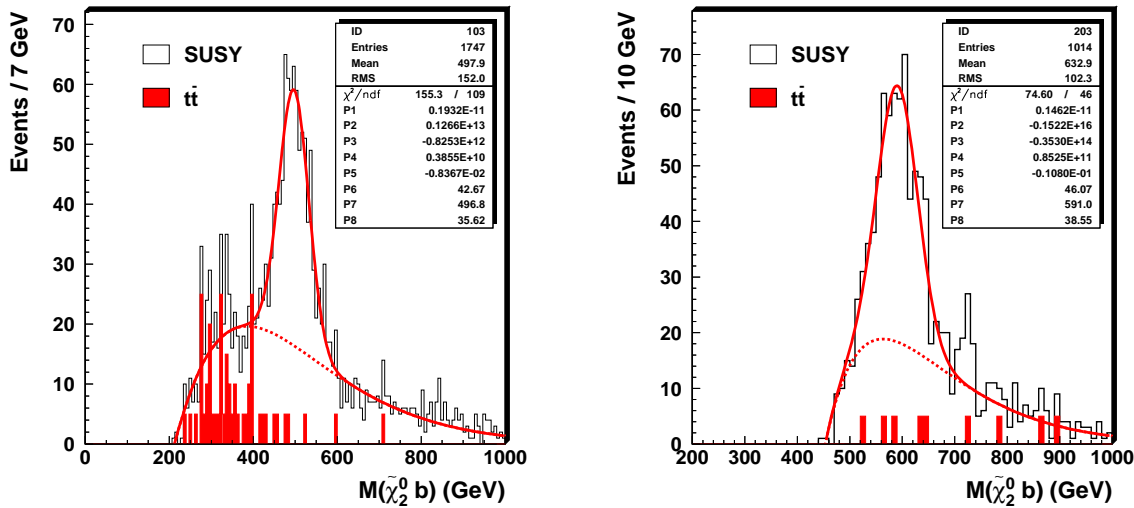 Events / 7 GeV
70
60
50
40
30
20
10
0
0 200 400 600 800 1000
M(χ̃⁰₂ b) (GeV)
SUSY
tt̄
ID 103
Entries 1747
Mean 497.9
RMS 152.0
χ²/ndf 155.3 / 109
P1 0.1932E-11
P2 0.1266E+13
P3 -0.8253E+12
P4 0.3855E+10
P5 -0.8367E-02
P6 42.67
P7 496.8
P8 35.62
Events / 10 GeV
70
60
50
40
30
20
10
0
200 300 400 500 600 700 800 900 1000
M(χ̃⁰₂ b) (GeV)
SUSY
tt̄
ID 203
Entries 1014
Mean 632.9
RMS 102.3
χ²/ndf 74.60 / 46
P1 0.1462E-11
P2 -0.1522E+16
P3 -0.3530E+14
P4 0.8525E+11
P5 -0.1080E-01
P6 46.07
P7 591.0
P8 38.55